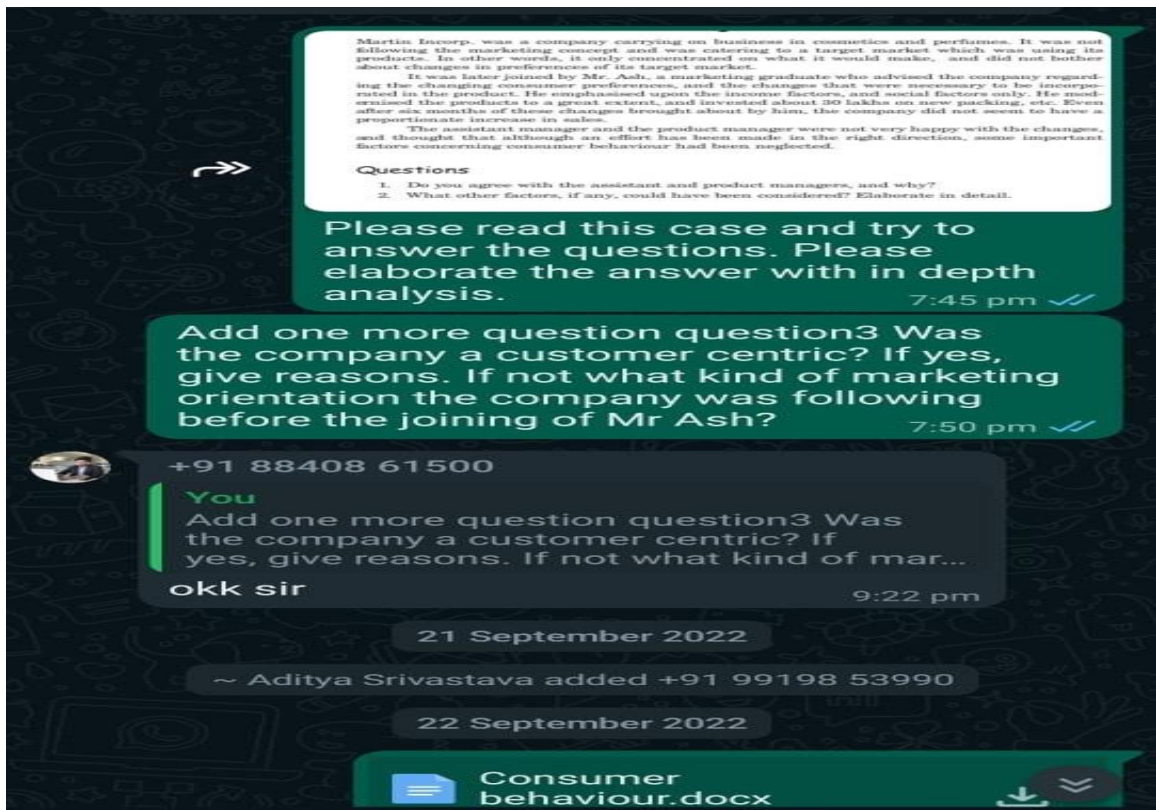 Martin Incorp. was a company carrying on business in cosmetics and perfumes. It was not
following the marketing concept and was catering to a target market which was using its
products. In other words, it only concentrated on what it would make, and did not bother
about changes in preferences of its target market.
It was later joined by Mr. Ash, a marketing graduate who advised the company regard-
ing the changing consumer preferences, and the changes that were necessary to be incorpo-
rated in the product. He emphasised upon the income factors, and social factors only. He mod-
ernised the products to a great extent, and invested about 30 lakhs on new packing, etc. Even
after six months of these changes brought about by him, the company did not seem to have a
proportionate increase in sales.
The assistant manager and the product manager were not very happy with the changes,
and thought that although an effort has been made in the right direction, some important
factors concerning consumer behaviour had been neglected.
Questions
1. Do you agree with the assistant and product managers, and why?
2. What other factors, if any, could have been considered? Elaborate in detail.
Please read this case and try to
answer the questions. Please
elaborate the answer with in depth
analysis.
7:45 pm
Add one more question question3 Was
the company a customer centric? If yes,
give reasons. If not what kind of marketing
orientation the company was following
before the joining of Mr Ash?
7:50 pm
+91 88408 61500
You
Add one more question question3 Was
the company a customer centric? If
yes, give reasons. If not what kind of mar...
okk sir
9:22 pm
21 September 2022
~ Aditya Srivastava added +91 99198 53990
22 September 2022
Consumer
behaviour.docx